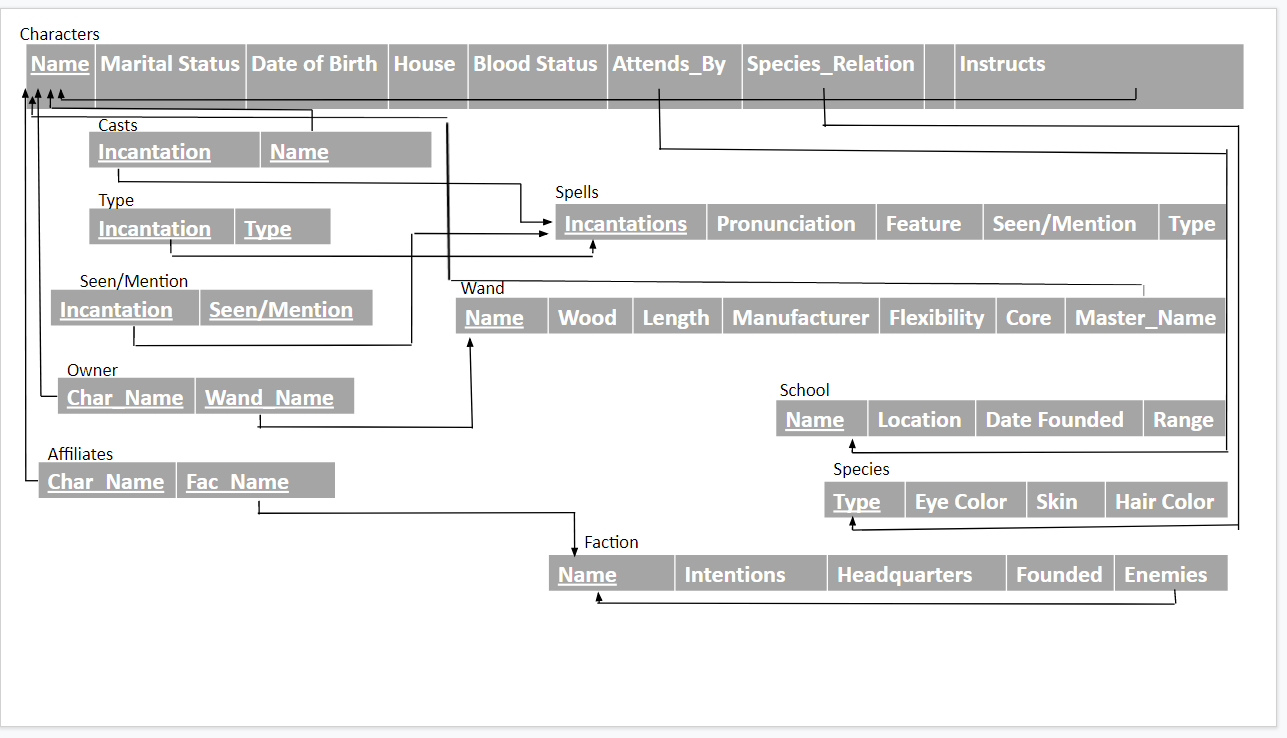 Characters
Name Marital Status Date of Birth House Blood Status Attends_By Species_Relation Instructs
Casts
Incantation Name
Type
Incantation Type
Spells
Incantations Pronunciation Feature Seen/Mention Type
Seen/Mention
Incantation Seen/Mention
Wand
Name Wood Length Manufacturer Flexibility Core Master_Name
Owner
Char_Name Wand_Name
School
Name Location Date Founded Range
Affiliates
Char_Name Fac_Name
Species
Type Eye Color Skin Hair Color
Faction
Name Intentions Headquarters Founded Enemies